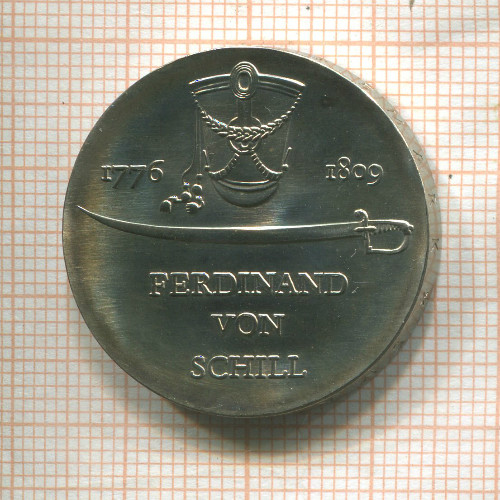 1776 1809
FERDINAND
VON
SCHILL